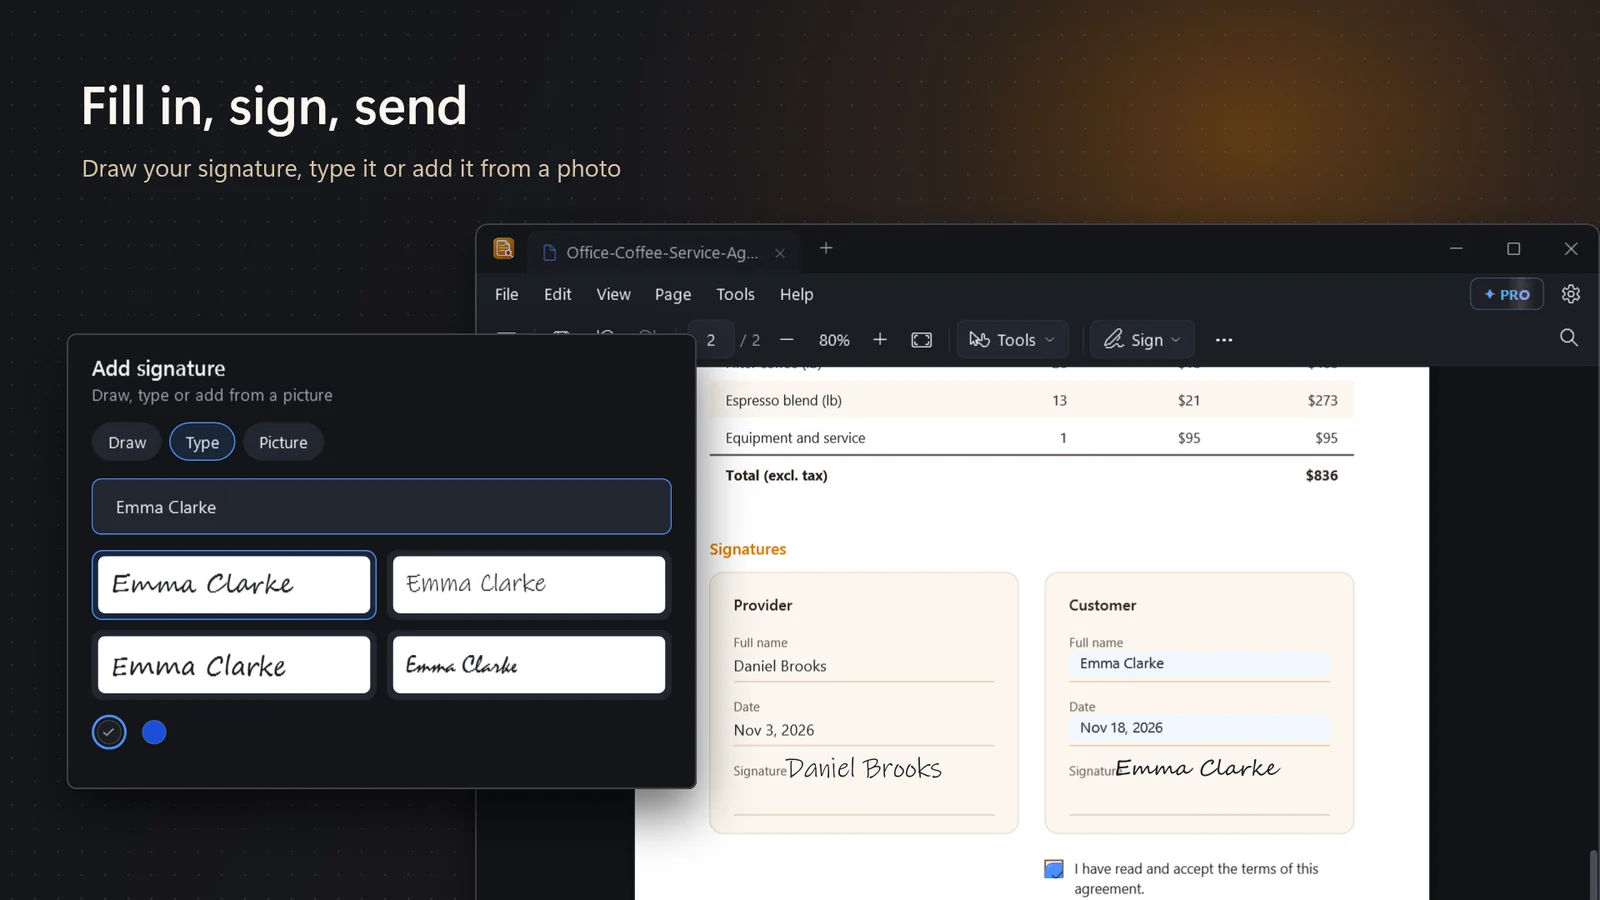 Fill in, sign, send
Draw your signature, type it or add it from a photo
Office-Coffee-Service-Ag...
File Edit View Page Tools Help
PRO
2 / 2 80% Tools Sign
Add signature
Draw, type or add from a picture
Draw Type Picture
Emma Clarke
Emma Clarke Emma Clarke
Emma Clarke Emma Clarke
Espresso blend (lb) 13 $21 $273
Equipment and service 1 $95 $95
Total (excl. tax) $836
Signatures
Provider
Full name
Daniel Brooks
Date
Nov 3, 2026
Signature Daniel Brooks
Customer
Full name
Emma Clarke
Date
Nov 18, 2026
Signatur Emma Clarke
I have read and accept the terms of this
agreement.